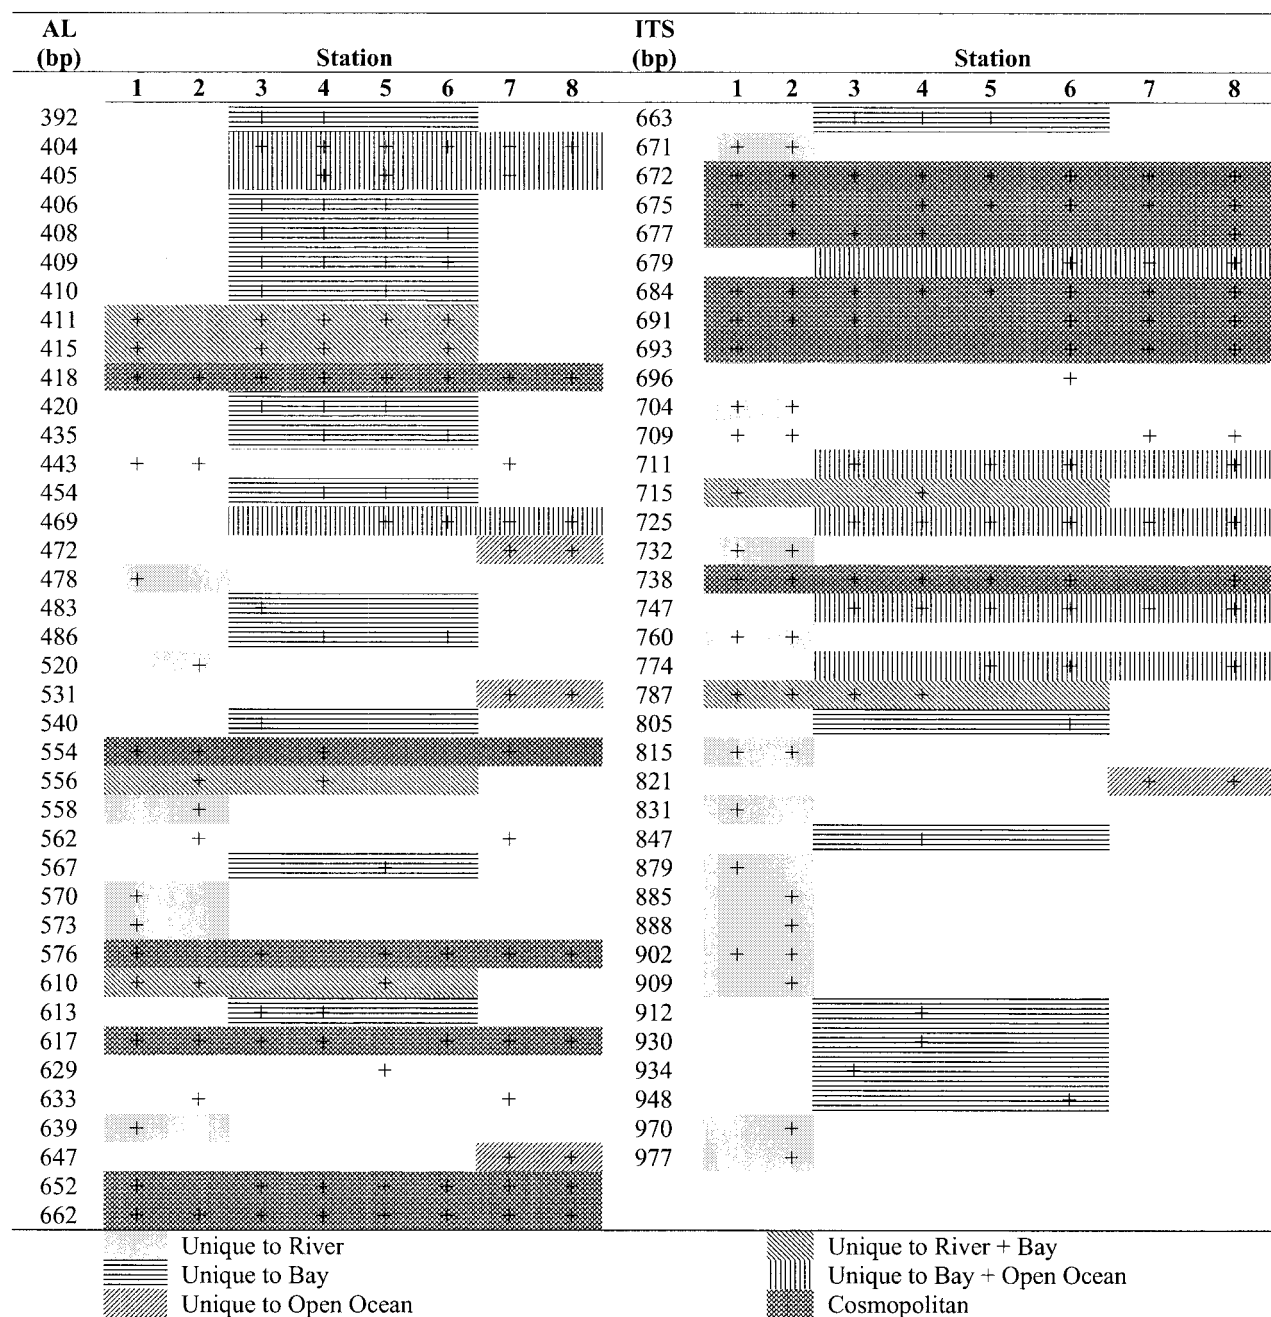 AL ITS
(bp) Station (bp) Station
1 2 3 4 5 6 7 8 1 2 3 4 5 6 7 8
392 + + 663 + + +
404 + + + + + + 671 + +
405 + + + 672 + + + + + + + +
406 + + + 675 + + + + + + + +
408 + + + + 677 + + + +
409 + + + + 679 + + +
410 + + + 684 + + + + + + + +
411 + + + + + 691 + + + + + +
415 + + + + 693 + + + +
418 + + + + + + + + 696 +
420 + + + 704 + +
435 + + 709 + + + +
443 + + + 711 + + + +
454 + + + 715 + +
469 + + + + 725 + + + + + +
472 + + 732 + +
478 + 738 + + + + + + +
483 + 747 + + + + + +
486 + + 760 + +
520 + 774 + + +
531 + + 787 + + + +
540 + 805 +
554 + + + + 815 + +
556 + + 821 + +
558 + 831 +
562 + + 847 +
567 + 879 +
570 + 885 +
573 + 888 +
576 + + + + + + 902 + +
610 + + + 909 +
613 + + 912 +
617 + + + + + + + 930 +
629 + 934 +
633 + + 948 +
639 + 970 +
647 + + 977 +
652 + + + + + + +
662 + + + + + + + +
Unique to River Unique to River + Bay
Unique to Bay Unique to Bay + Open Ocean
Unique to Open Ocean Cosmopolitan